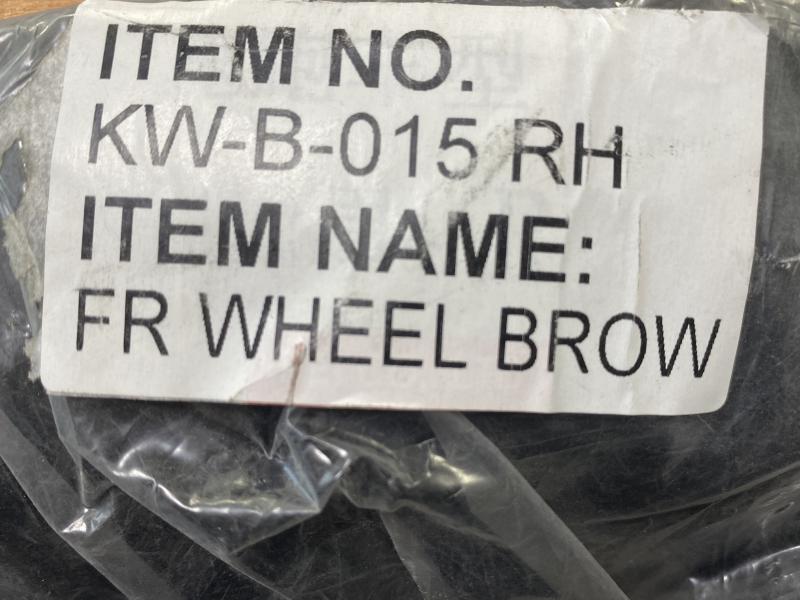 ITEM NO.
KW-B-015 RH
ITEM NAME:
FR WHEEL BROW